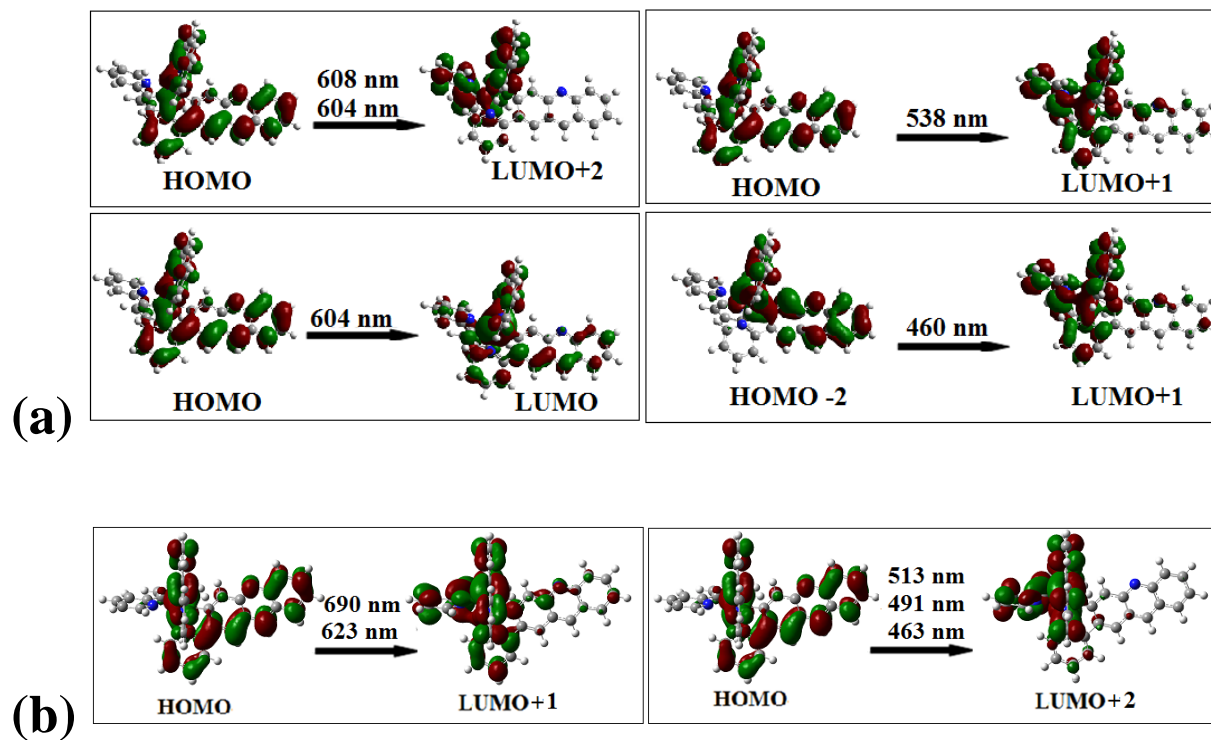 608 nm
604 nm
HOMO
LUMO+2
538 nm
HOMO
LUMO+1
604 nm
HOMO
LUMO
460 nm
HOMO -2
LUMO+1
(a)
690 nm
623 nm
HOMO
LUMO+1
513 nm
491 nm
463 nm
HOMO
LUMO+2
(b)